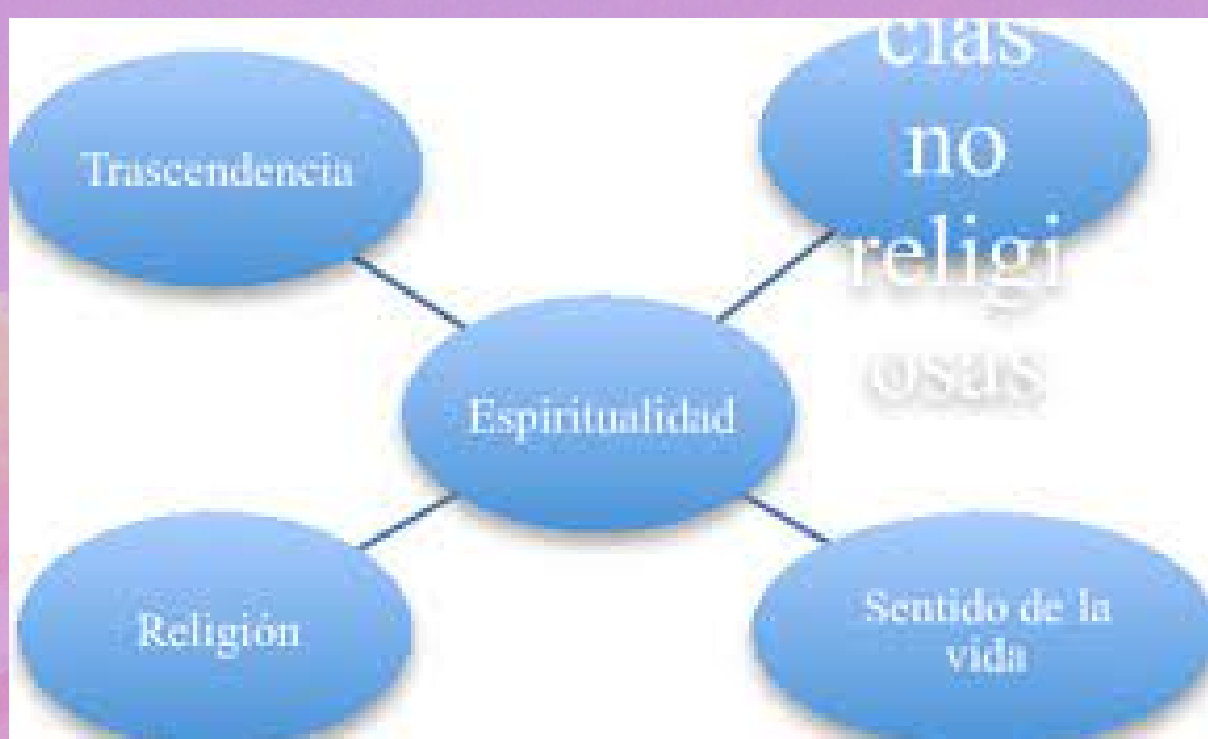 Trascendencia
cias
no
religi
osas
Espiritualidad
Religión
Sentido de la
vida